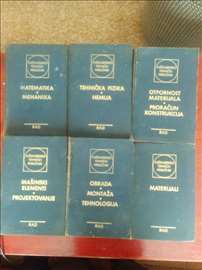 MATEMATIKA
MEHANIKA
RAD
TEHNIČKA FIZIKA
HEMIJA
RAD
OTPORNOST
MATERIJALA
PRORAČUN
KONSTRUKCIJA
RAD
MAŠINSKI
ELEMENTI
PROJEKTOVANJE
RAD
OBRADA
MONTAŽA
TEHNOLOGIJA
RAD
MATERIJALI
RAD